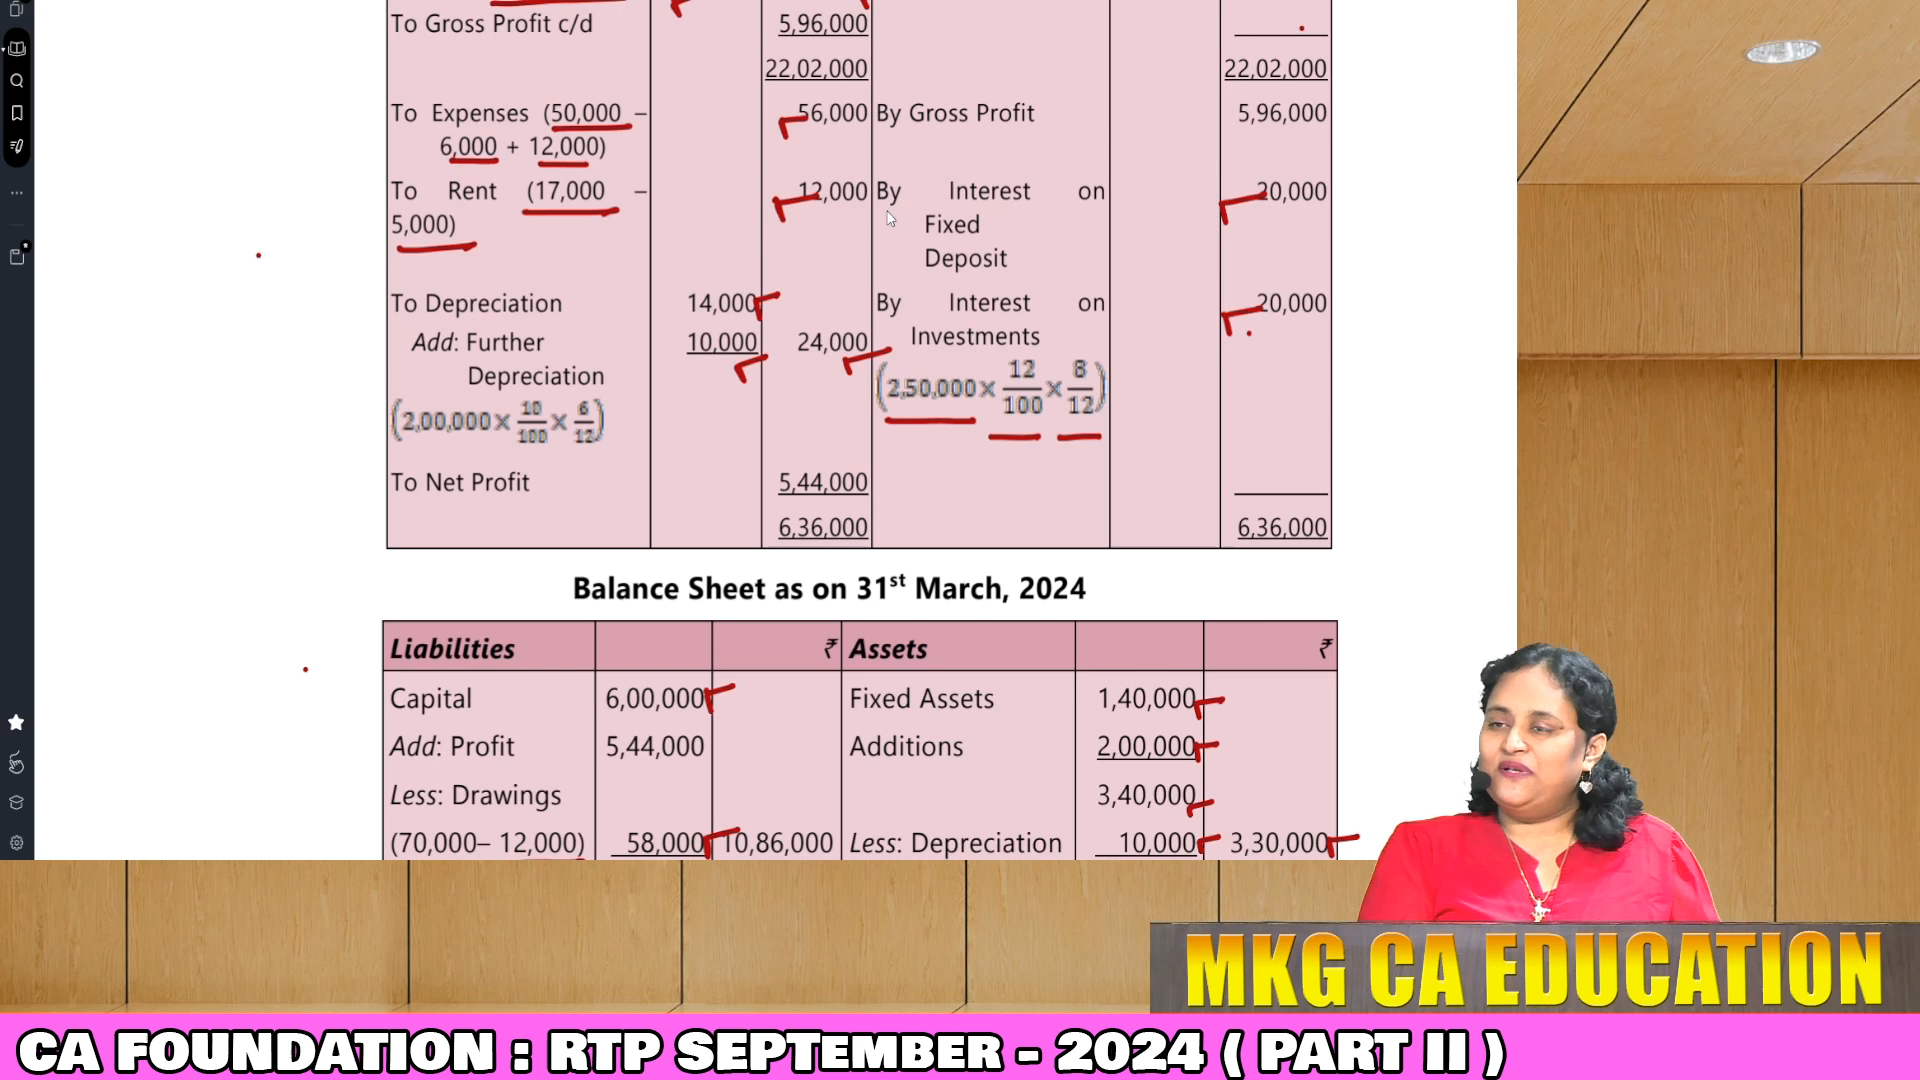 To Gross Profit c/d 5,96,000
22,02,000 22,02,000
To Expenses (50,000 – 56,000 By Gross Profit 5,96,000
6,000 + 12,000)
To Rent (17,000 – 12,000 By Interest on 20,000
5,000) Fixed
Deposit
To Depreciation 14,000 By Interest on 20,000
Add: Further 10,000 24,000 Investments
Depreciation (2,50,000 × 12/100 × 8/12)
(2,00,000 × 10/100 × 6/12)
To Net Profit 5,44,000
6,36,000 6,36,000
Balance Sheet as on 31st March, 2024
Liabilities ₹ Assets ₹
Capital 6,00,000 Fixed Assets 1,40,000
Add: Profit 5,44,000 Additions 2,00,000
Less: Drawings 3,40,000
(70,000– 12,000) 58,000 10,86,000 Less: Depreciation 10,000 3,30,000
MKG CA EDUCATION
CA FOUNDATION : RTP SEPTEMBER - 2024 ( PART II )